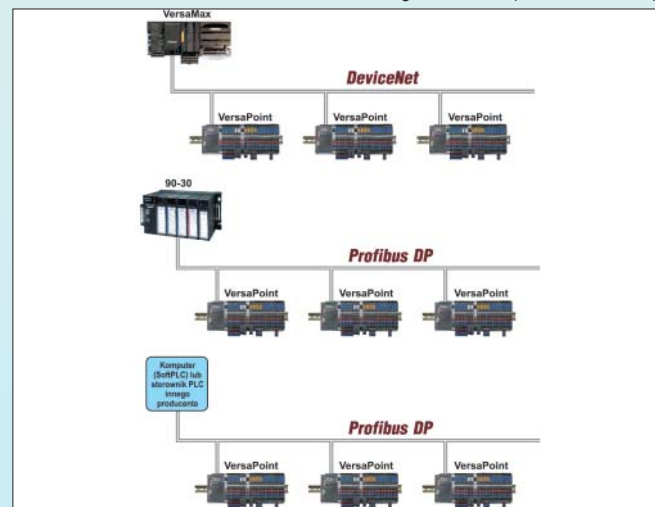 VersaMax
DeviceNet
VersaPoint VersaPoint VersaPoint
90-30
Profibus DP
VersaPoint VersaPoint VersaPoint
Komputer
(SoftPLC) lub
sterownik PLC
innego
producenta
Profibus DP
VersaPoint VersaPoint VersaPoint